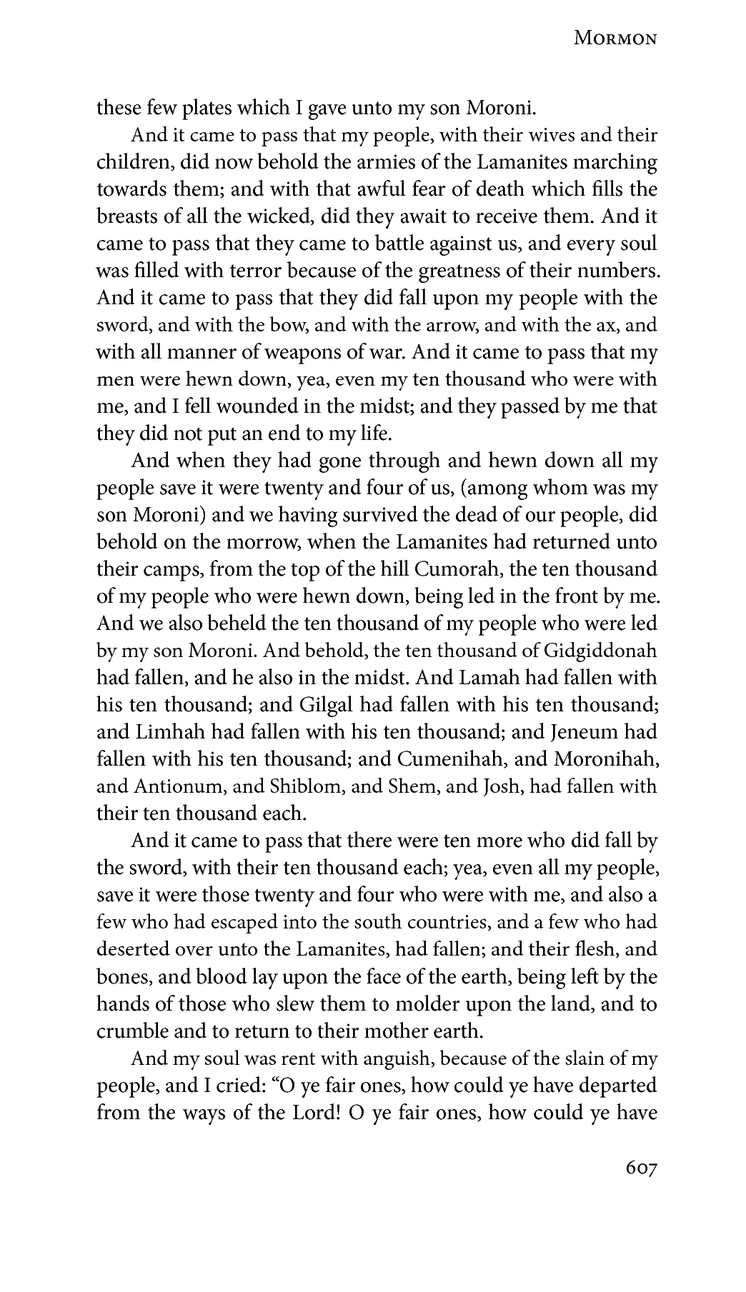 Mormon
these few plates which I gave unto my son Moroni.
And it came to pass that my people, with their wives and their
children, did now behold the armies of the Lamanites marching
towards them; and with that awful fear of death which fills the
breasts of all the wicked, did they await to receive them. And it
came to pass that they came to battle against us, and every soul
was filled with terror because of the greatness of their numbers.
And it came to pass that they did fall upon my people with the
sword, and with the bow, and with the arrow, and with the ax, and
with all manner of weapons of war. And it came to pass that my
men were hewn down, yea, even my ten thousand who were with
me, and I fell wounded in the midst; and they passed by me that
they did not put an end to my life.
And when they had gone through and hewn down all my
people save it were twenty and four of us, (among whom was my
son Moroni) and we having survived the dead of our people, did
behold on the morrow, when the Lamanites had returned unto
their camps, from the top of the hill Cumorah, the ten thousand
of my people who were hewn down, being led in the front by me.
And we also beheld the ten thousand of my people who were led
by my son Moroni. And behold, the ten thousand of Gidgiddonah
had fallen, and he also in the midst. And Lamah had fallen with
his ten thousand; and Gilgal had fallen with his ten thousand;
and Limhah had fallen with his ten thousand; and Jeneum had
fallen with his ten thousand; and Cumenihah, and Moronihah,
and Antionum, and Shiblom, and Shem, and Josh, had fallen with
their ten thousand each.
And it came to pass that there were ten more who did fall by
the sword, with their ten thousand each; yea, even all my people,
save it were those twenty and four who were with me, and also a
few who had escaped into the south countries, and a few who had
deserted over unto the Lamanites, had fallen; and their flesh, and
bones, and blood lay upon the face of the earth, being left by the
hands of those who slew them to molder upon the land, and to
crumble and to return to their mother earth.
And my soul was rent with anguish, because of the slain of my
people, and I cried: “O ye fair ones, how could ye have departed
from the ways of the Lord! O ye fair ones, how could ye have
607